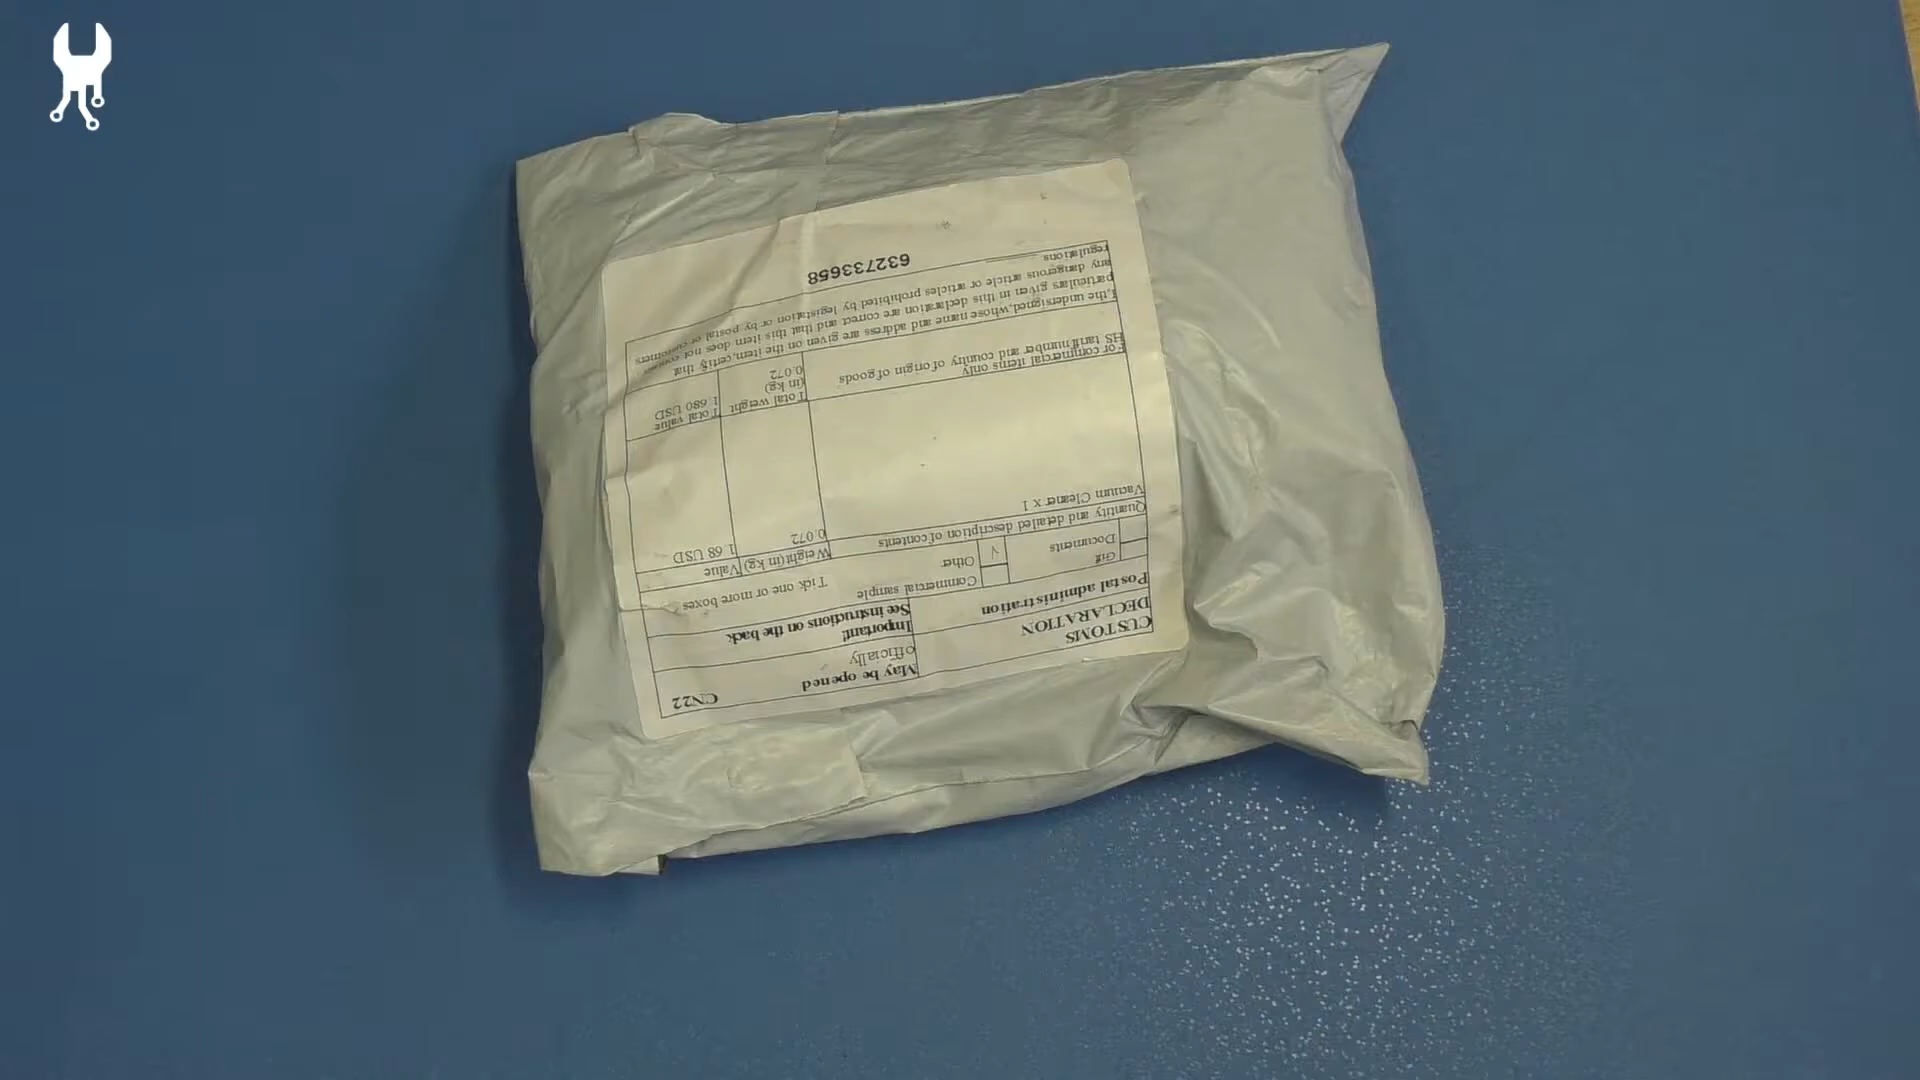 CUSTOMS
DECLARATION
May be opened
officially
CN22
Postal administration
Important!
See instructions on the back
Gift
Commercial sample
Documents
√
Other
Tick one or more boxes
Quantity and detailed description of contents
Weight(in kg)
Value
Vacuum Cleaner x 1
0.072
1.68 USD
For commercial items only
HS tariff number and country of origin of goods
Total weight
(in kg)
0.072
Total value
1.680 USD
I,the undersigned,whose name and address are given on the item,certify that
particulars given in this declaration are correct and that this item does not
any dangerous article or articles prohibited by legistation or by postal or customers
regulations
632733658